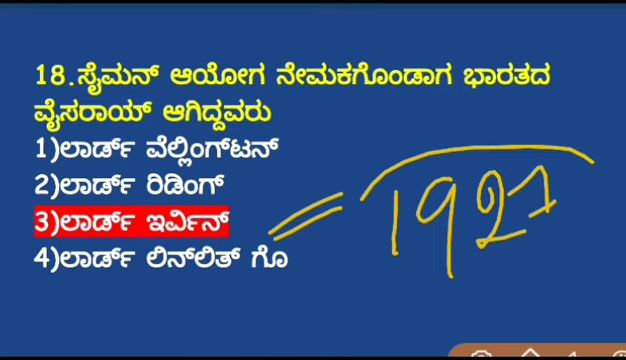 18.ಸೈಮನ್ ಆಯೋಗ ನೇಮಕಗೊಂಡಾಗ ಭಾರತದ
ವೈಸರಾಯ್ ಆಗಿದ್ದವರು
1)ಲಾರ್ಡ್ ವೆಲ್ಲಿಂಗ್‌ಟನ್
2)ಲಾರ್ಡ್ ರಿಡಿಂಗ್
3)ಲಾರ್ಡ್ ಇರ್ವಿನ್ = 1927
4)ಲಾರ್ಡ್ ಲಿನ್‌ಲಿತ್ ಗೊ